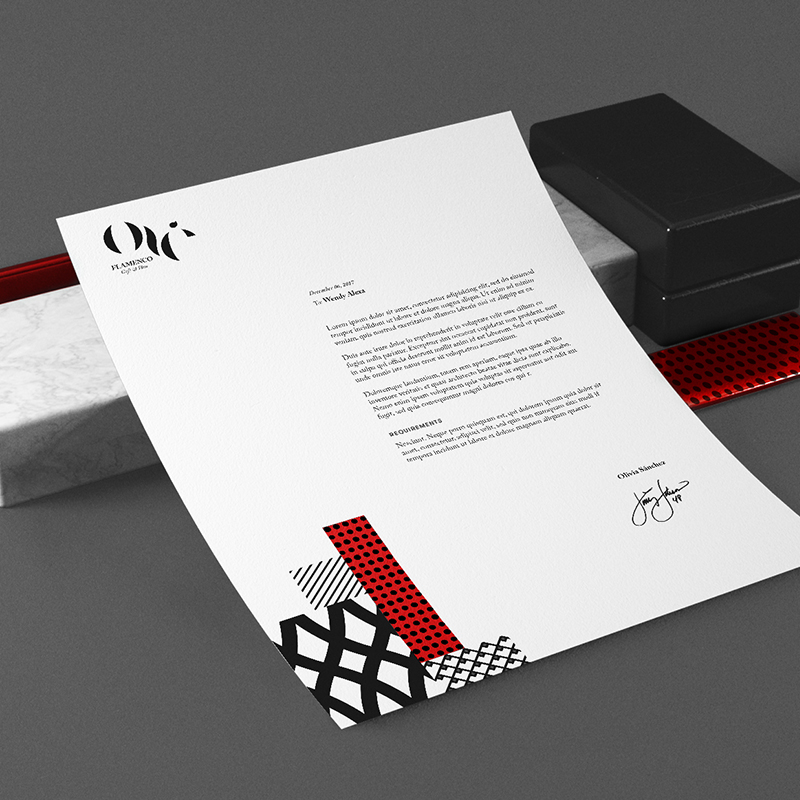 Olé
FLAMENCO
December 06, 2017
To Wendy Alexa
Lorem ipsum dolor sit amet, consectetur adipisicing elit, sed do eiusmod
tempor incididunt ut labore et dolore magna aliqua. Ut enim ad minim
veniam, quis nostrud exercitation ullamco laboris nisi ut aliquip ex ex.
Duis aute irure dolor in reprehenderit in voluptate velit esse cillum eu
fugiat nulla pariatur. Excepteur sint occaecat cupidatat non proident, sunt
in culpa qui officia deserunt mollit anim id est laborum. Sed ut perspiciatis
unde omnis iste natus error sit voluptatem accusantium.
Doloremque laudantium, totam rem aperiam, eaque ipsa quae ab illo
inventore veritatis et quasi architecto beatae vitae dicta sunt explicabo.
Nemo enim ipsam voluptatem quia voluptas sit aspernatur aut odit aut
fugit, sed quia consequuntur magni dolores eos qui r.
REQUIREMENTS
Nesciunt. Neque porro quisquam est, qui dolorem ipsum quia dolor sit
amet, consectetur, adipisci velit, sed quia non numquam eius modi if
tempora incidunt ut labore et dolore magnam aliquam quaerat.
Olivia Sánchez